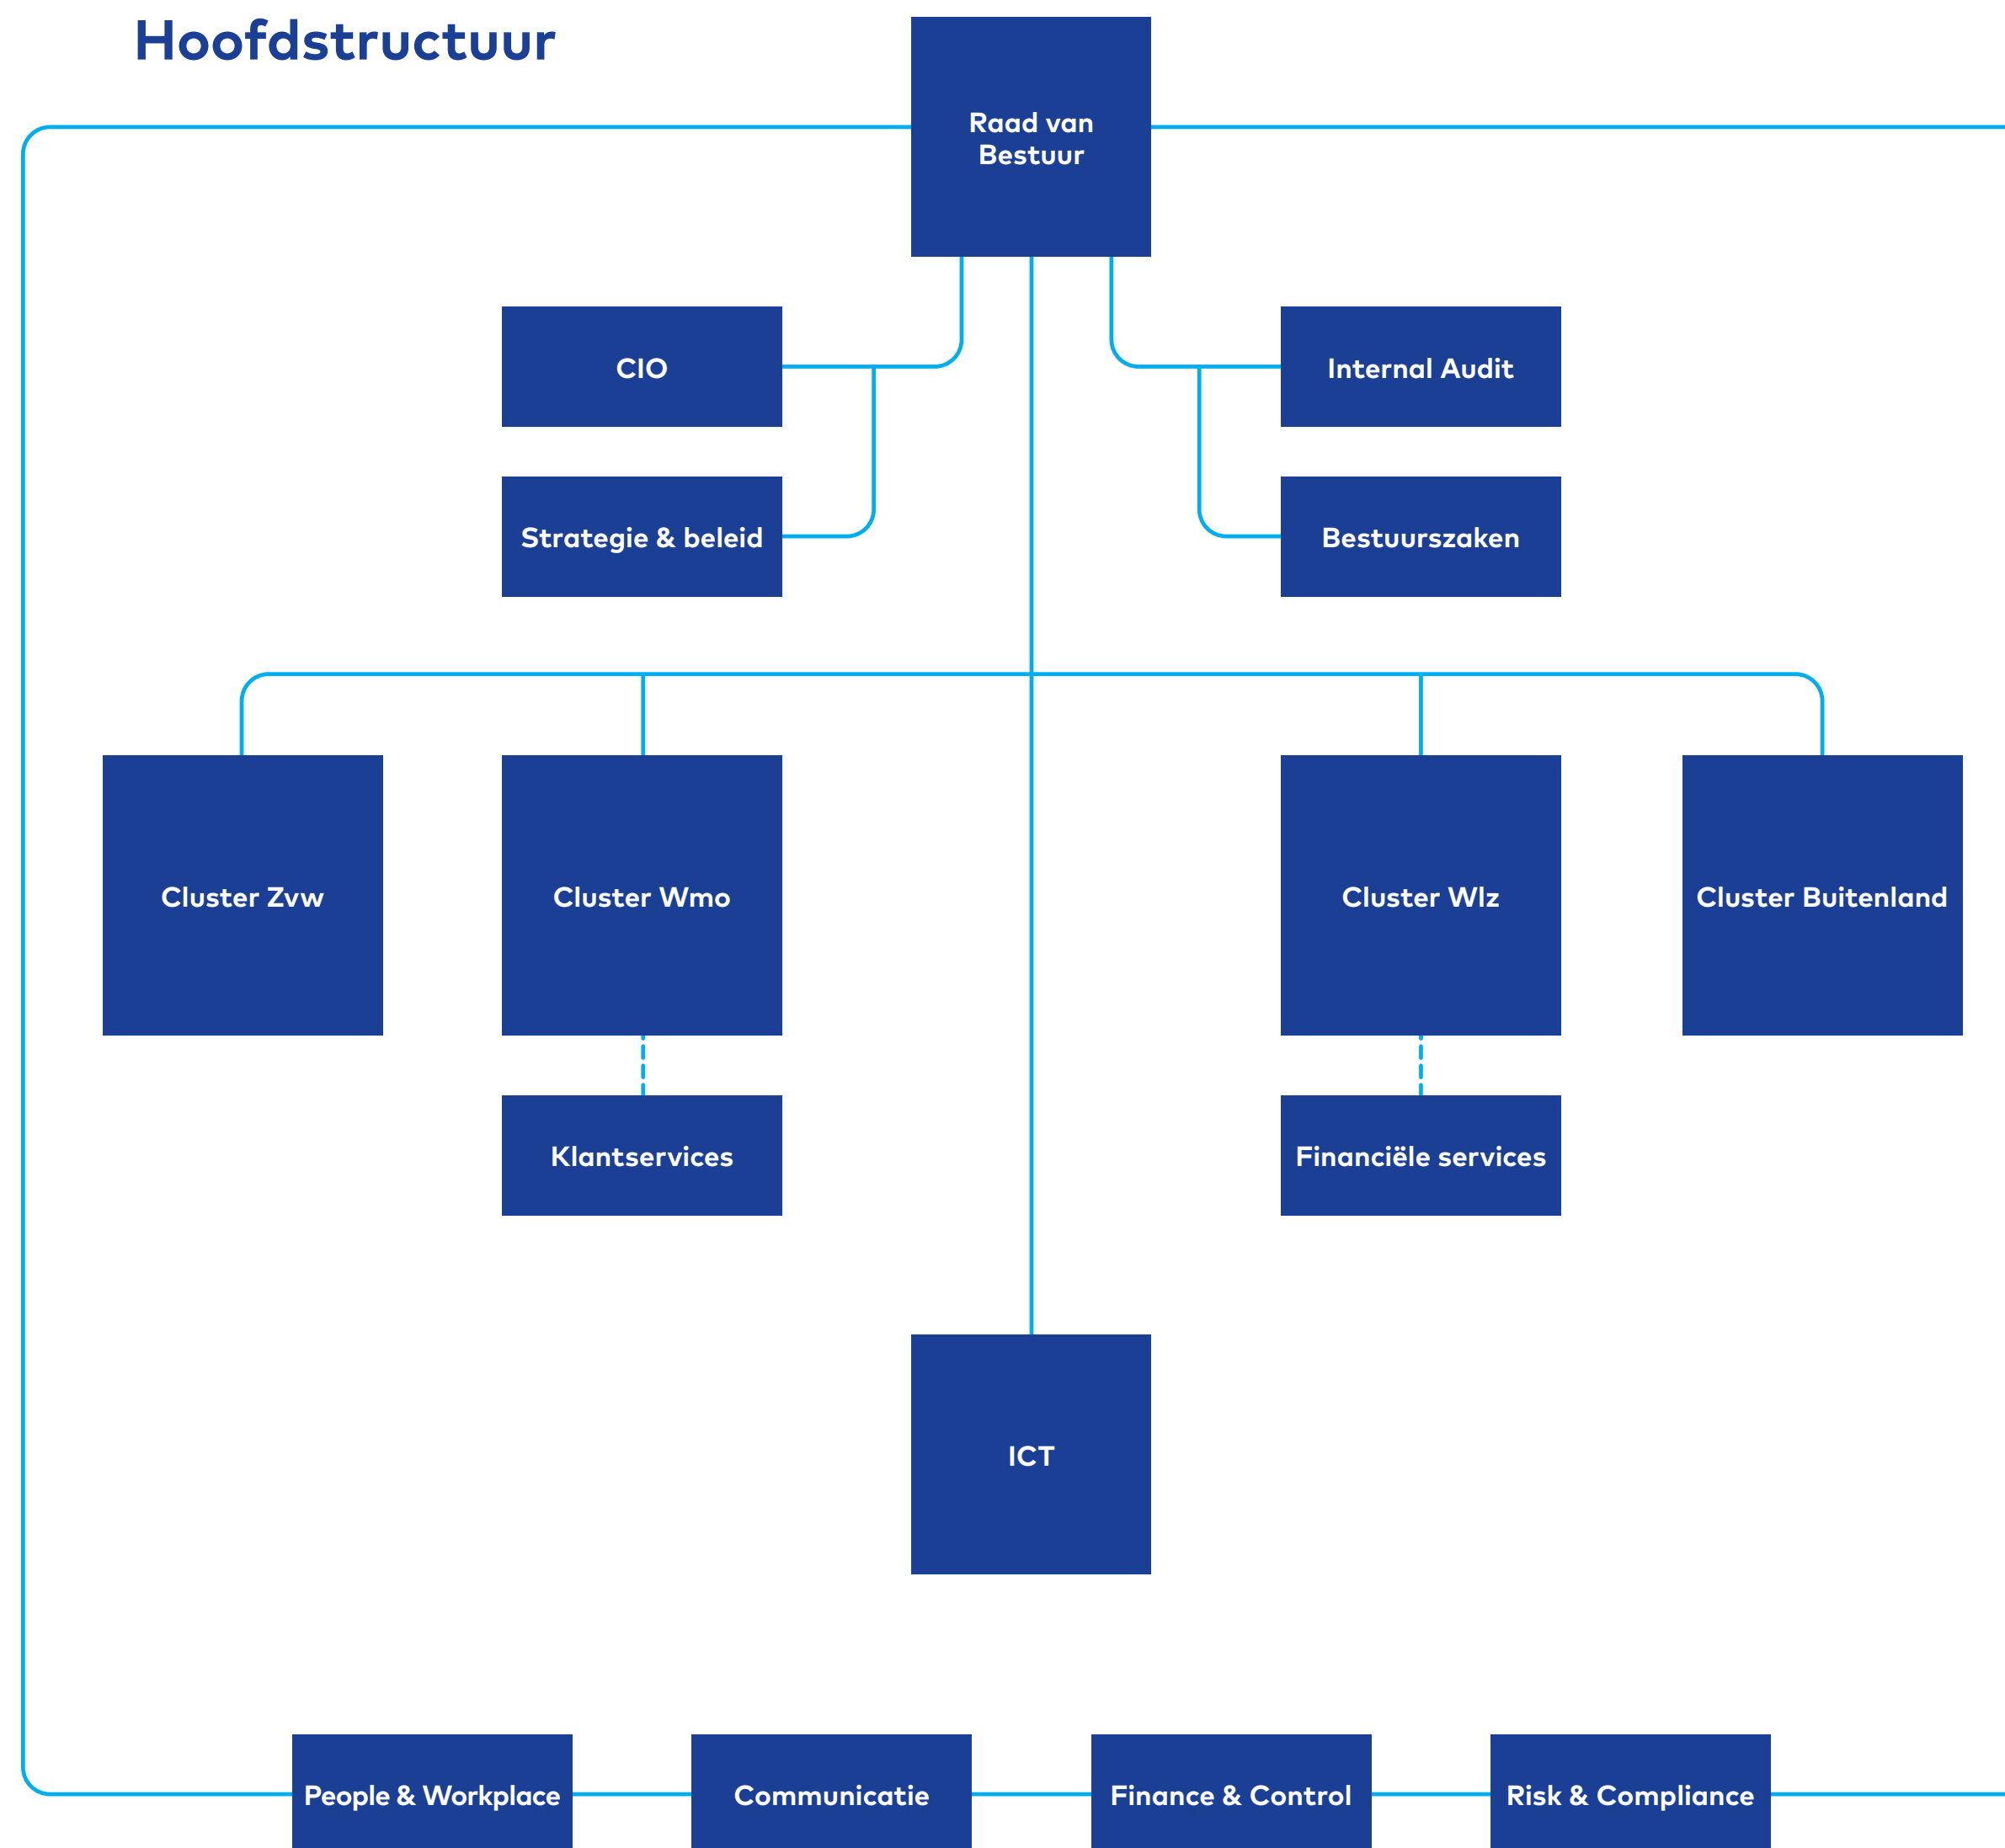 Hoofdstructuur
Raad van
Bestuur
CIO
Internal Audit
Strategie & beleid
Bestuurszaken
Cluster Zvw
Cluster Wmo
Cluster Wlz
Cluster Buitenland
Klantservices
Financiële services
ICT
People & Workplace
Communicatie
Finance & Control
Risk & Compliance